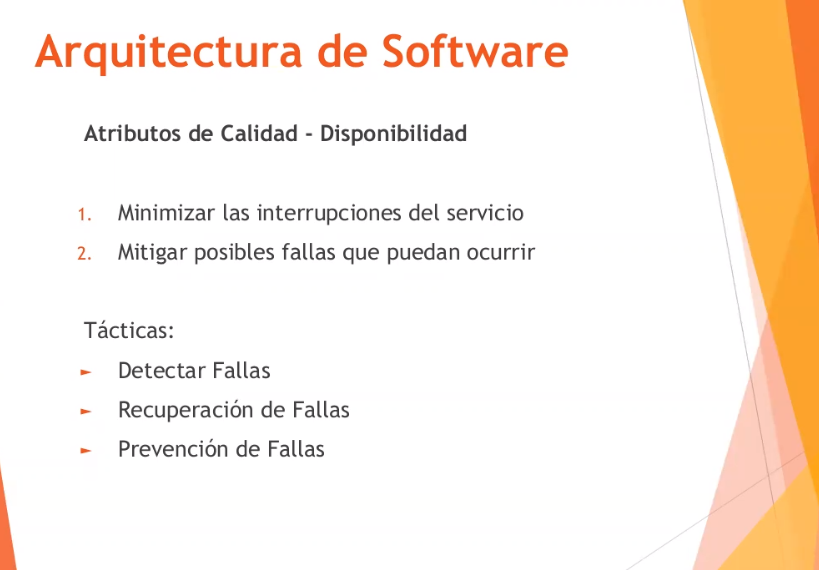 Arquitectura de Software
Atributos de Calidad - Disponibilidad
1. Minimizar las interrupciones del servicio
2. Mitigar posibles fallas que puedan ocurrir
Tácticas:
► Detectar Fallas
► Recuperación de Fallas
► Prevención de Fallas